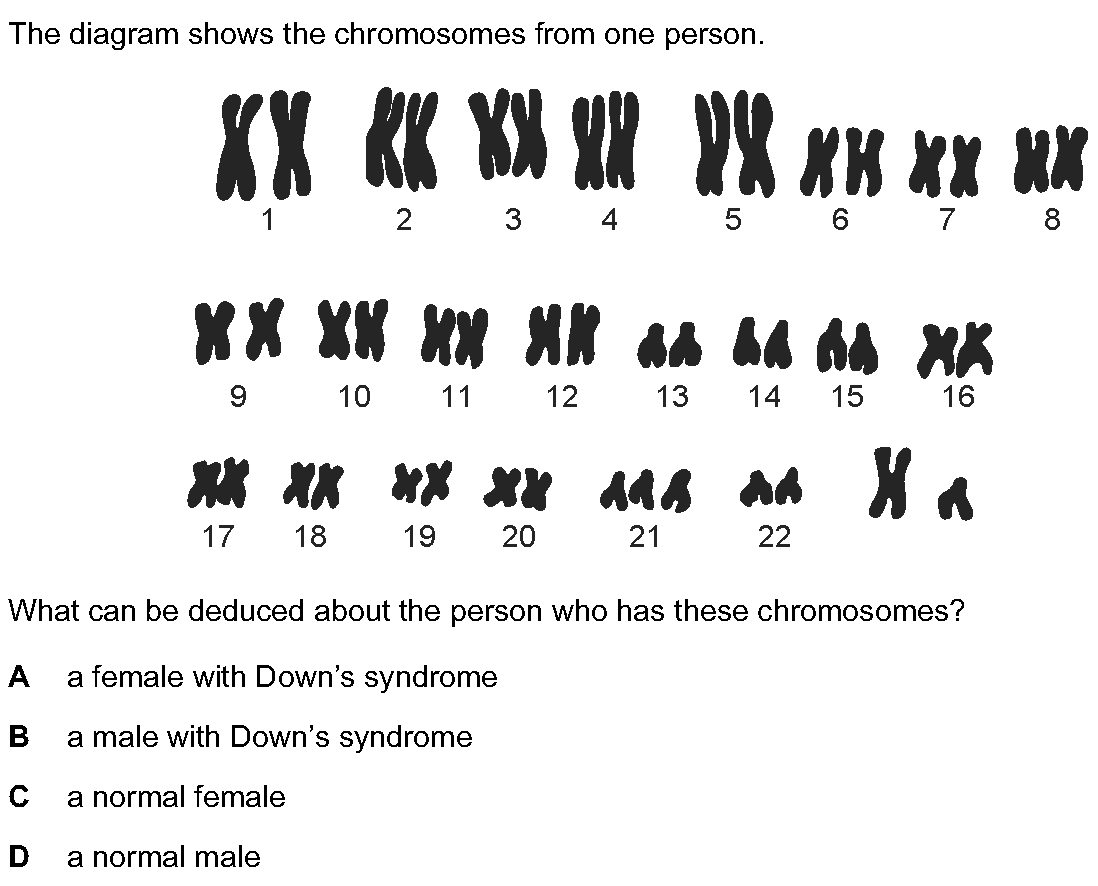 The diagram shows the chromosomes from one person.
1 2 3 4 5 6 7 8
9 10 11 12 13 14 15 16
17 18 19 20 21 22
What can be deduced about the person who has these chromosomes?
A a female with Down’s syndrome
B a male with Down’s syndrome
C a normal female
D a normal male